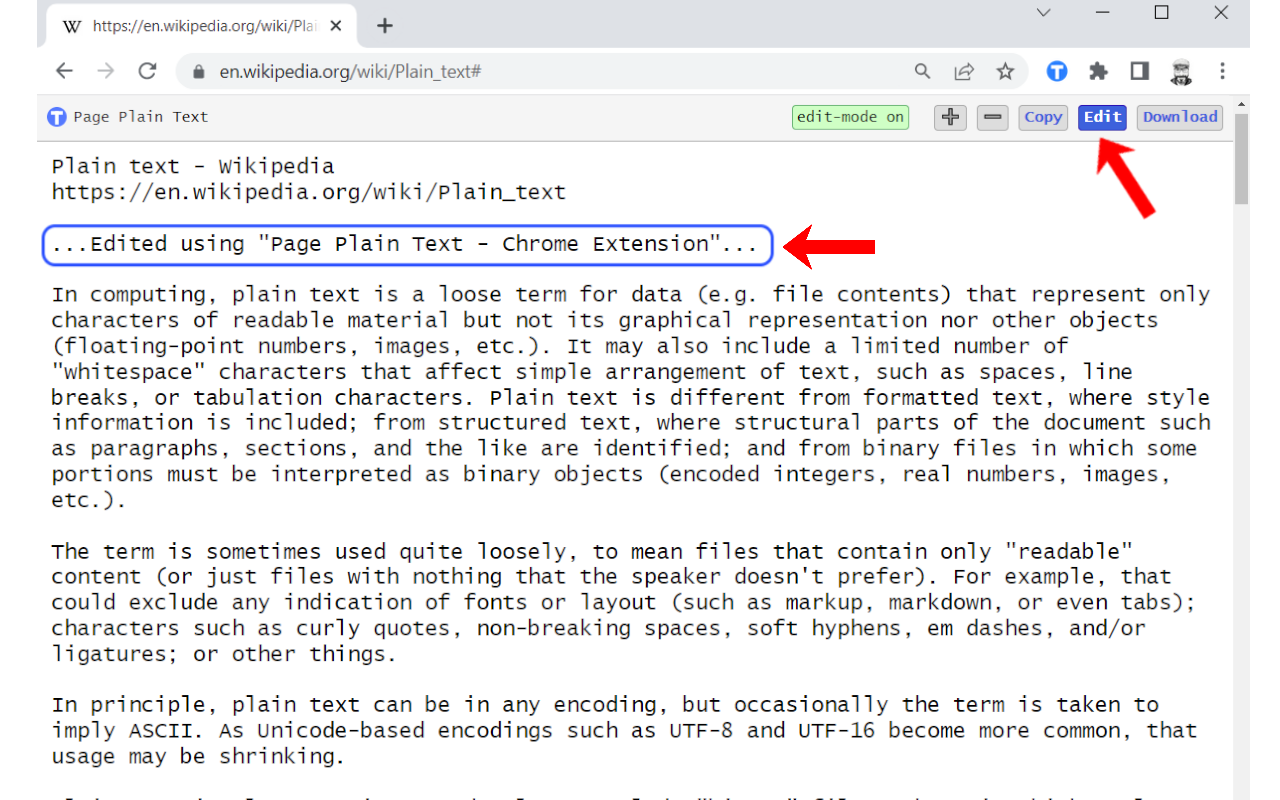 W https://en.wikipedia.org/wiki/Plai
en.wikipedia.org/wiki/Plain_text#
T Page Plain Text edit-mode on Copy Edit Download
Plain text - Wikipedia
https://en.wikipedia.org/wiki/Plain_text
...Edited using "Page Plain Text - Chrome Extension"...
In computing, plain text is a loose term for data (e.g. file contents) that represent only
characters of readable material but not its graphical representation nor other objects
(floating-point numbers, images, etc.). It may also include a limited number of
"whitespace" characters that affect simple arrangement of text, such as spaces, line
breaks, or tabulation characters. Plain text is different from formatted text, where style
information is included; from structured text, where structural parts of the document such
as paragraphs, sections, and the like are identified; and from binary files in which some
portions must be interpreted as binary objects (encoded integers, real numbers, images,
etc.).
The term is sometimes used quite loosely, to mean files that contain only "readable"
content (or just files with nothing that the speaker doesn't prefer). For example, that
could exclude any indication of fonts or layout (such as markup, markdown, or even tabs);
characters such as curly quotes, non-breaking spaces, soft hyphens, em dashes, and/or
ligatures; or other things.
In principle, plain text can be in any encoding, but occasionally the term is taken to
imply ASCII. As Unicode-based encodings such as UTF-8 and UTF-16 become more common, that
usage may be shrinking.